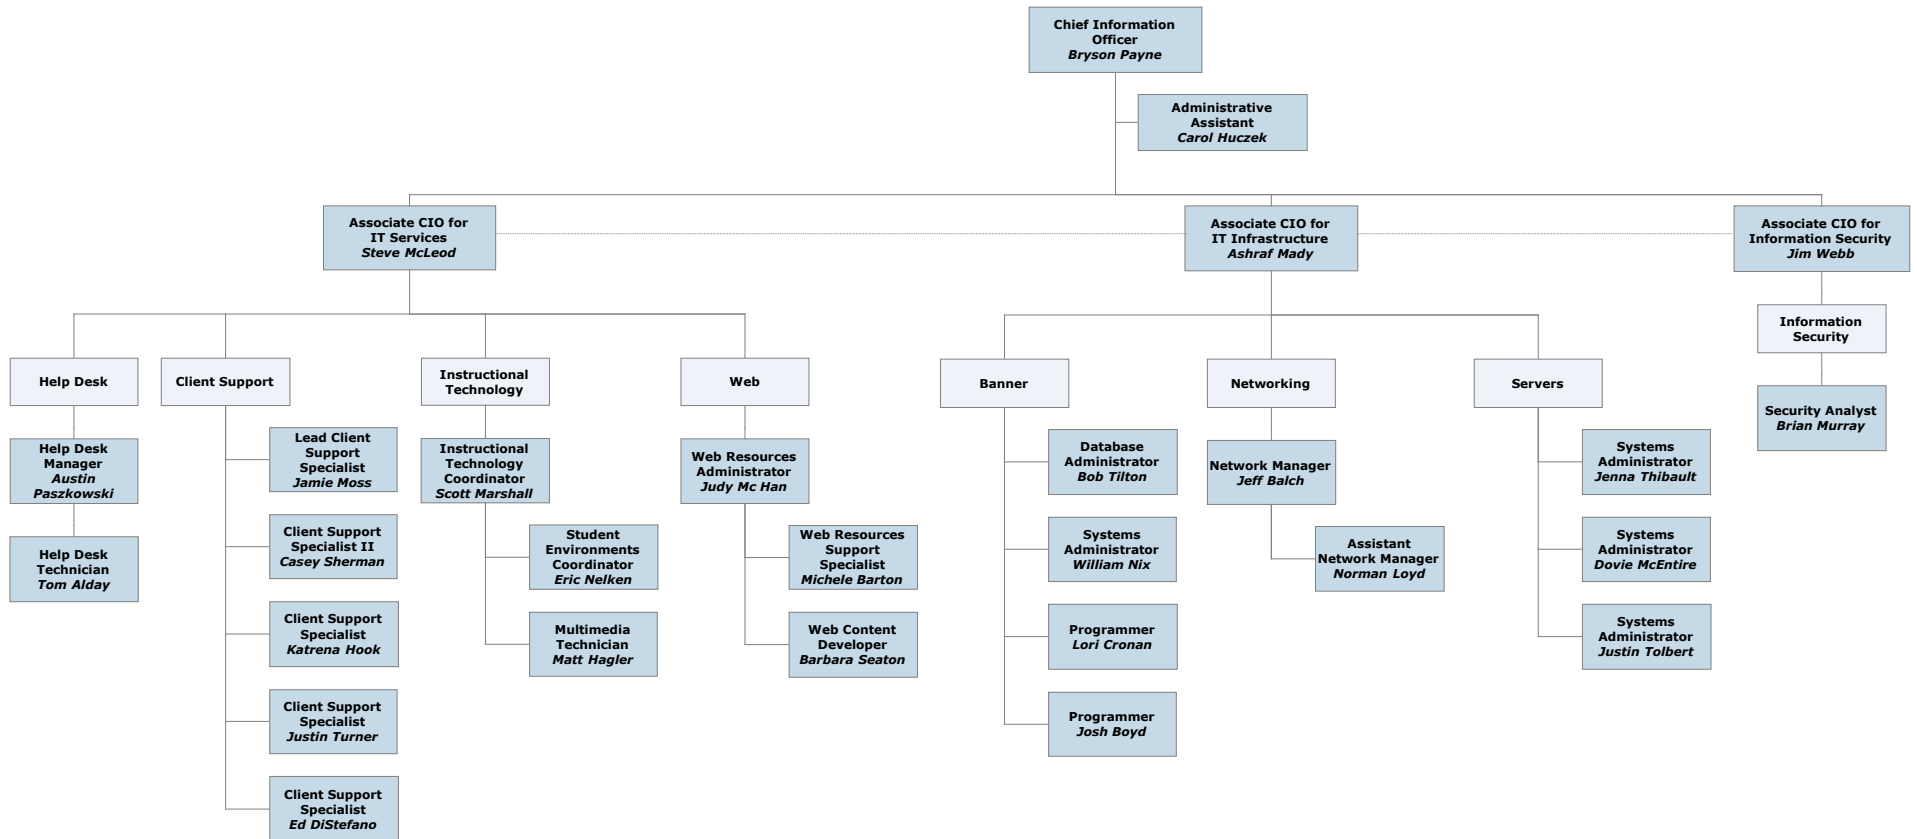 Chief Information
Officer
Bryson Payne
Administrative
Assistant
Carol Huczek
Associate CIO for
IT Services
Steve McLeod
Associate CIO for
IT Infrastructure
Ashraf Mady
Associate CIO for
Information Security
Jim Webb
Help Desk
Help Desk
Manager
Austin
Paszkowski
Help Desk
Technician
Tom Alday
Client Support
Lead Client
Support
Specialist
Jamie Moss
Client Support
Specialist II
Casey Sherman
Client Support
Specialist
Katrena Hook
Client Support
Specialist
Justin Turner
Client Support
Specialist
Ed DiStefano
Instructional
Technology
Instructional
Technology
Coordinator
Scott Marshall
Student
Environments
Coordinator
Eric Nelken
Multimedia
Technician
Matt Hagler
Web
Web Resources
Administrator
Judy Mc Han
Web Resources
Support
Specialist
Michele Barton
Web Content
Developer
Barbara Seaton
Banner
Database
Administrator
Bob Tilton
Systems
Administrator
William Nix
Programmer
Lori Cronan
Programmer
Josh Boyd
Networking
Network Manager
Jeff Balch
Assistant
Network Manager
Norman Loyd
Servers
Systems
Administrator
Jenna Thibault
Systems
Administrator
Dovie McEntire
Systems
Administrator
Justin Tolbert
Information
Security
Security Analyst
Brian Murray